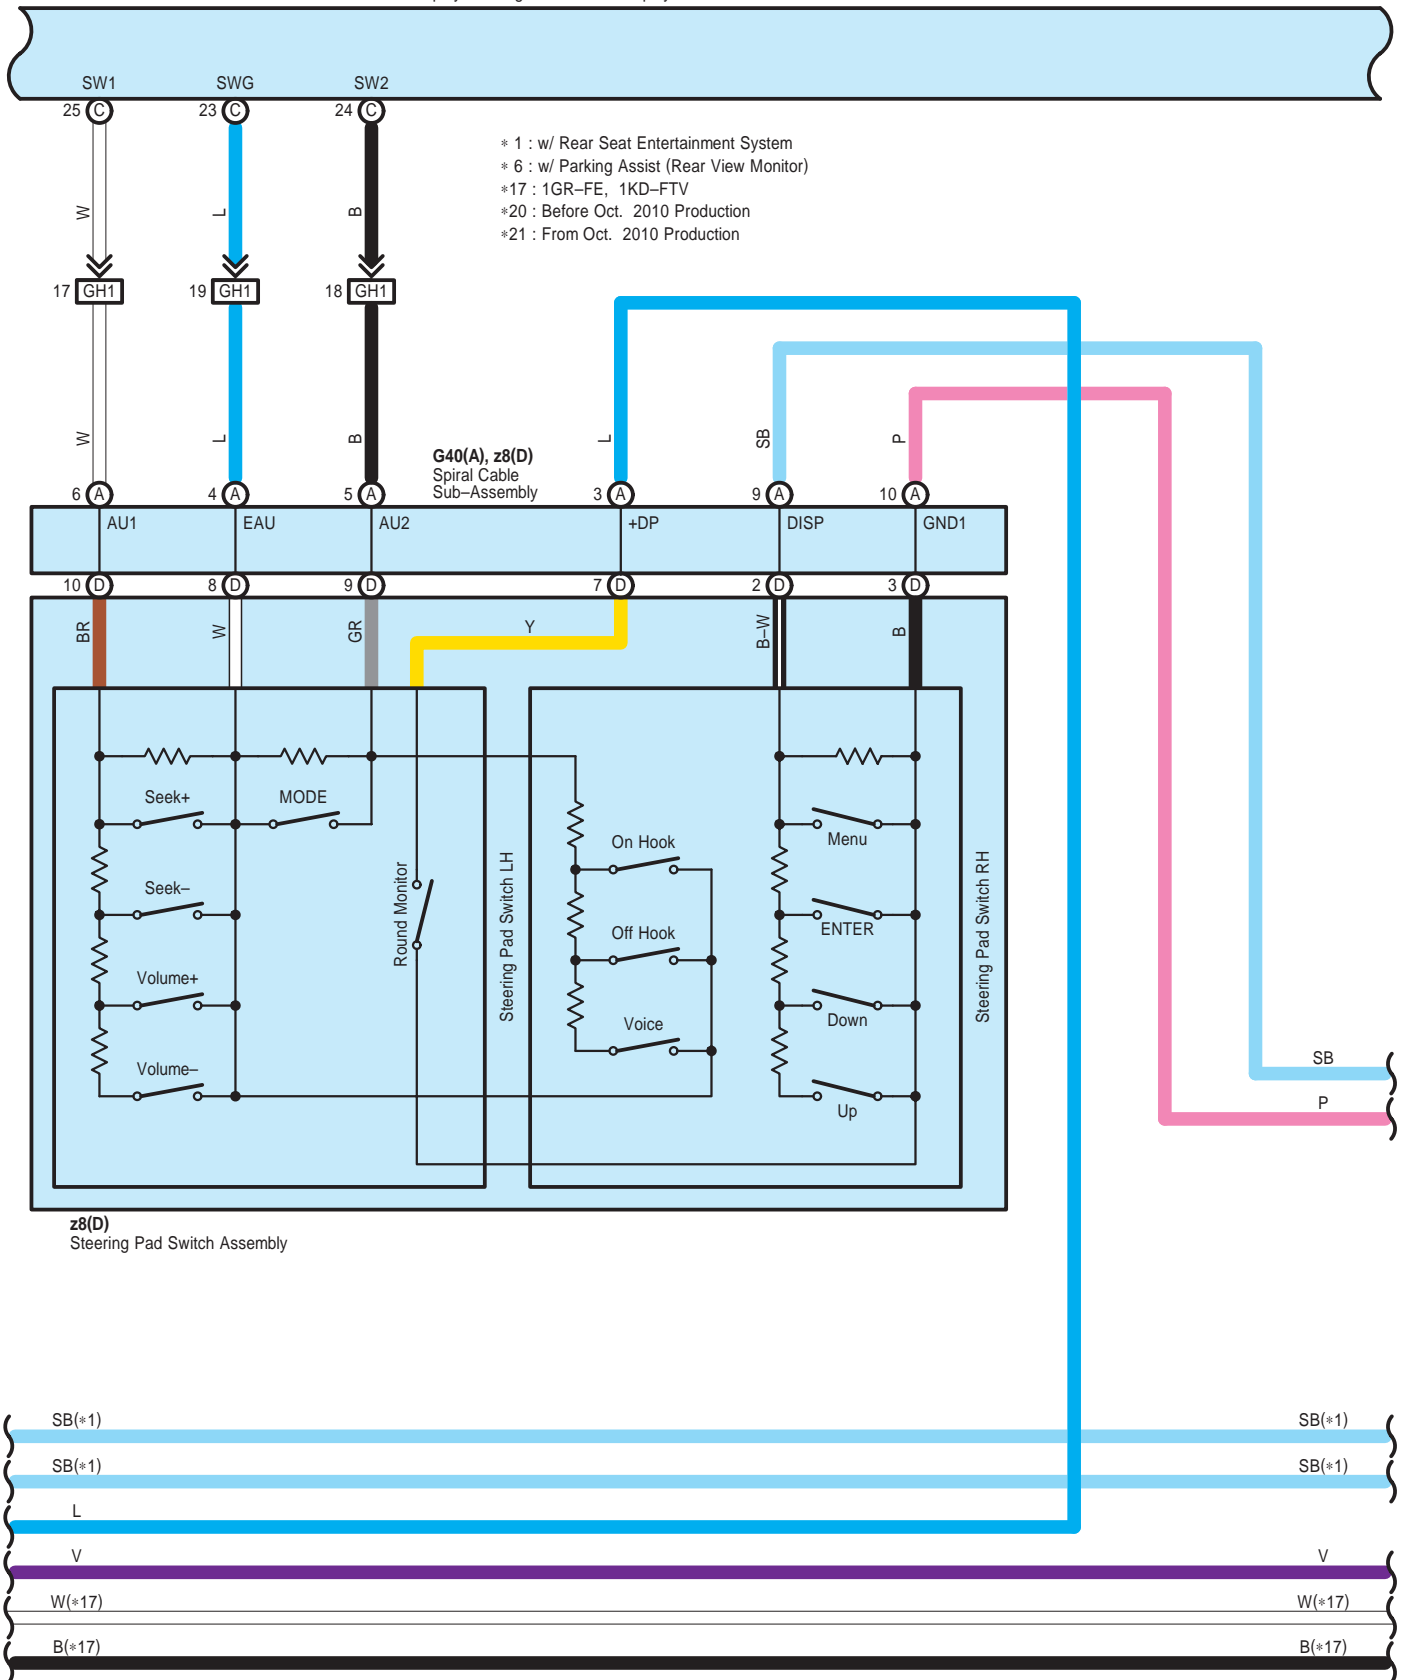 SW1 SWG SW2
25 C 23 C 24 C
* 1 : w/ Rear Seat Entertainment System
* 6 : w/ Parking Assist (Rear View Monitor)
*17 : 1GR–FE, 1KD–FTV
*20 : Before Oct. 2010 Production
*21 : From Oct. 2010 Production
W L B
17 GH1 19 GH1 18 GH1
W L B L SB P
G40(A), z8(D)
Spiral Cable
Sub–Assembly
6 A 4 A 5 A 3 A 9 A 10 A
AU1 EAU AU2 +DP DISP GND1
10 D 8 D 9 D 7 D 2 D 3 D
BR W GR Y B–W B
Seek+ MODE
On Hook Menu
Seek–
Off Hook ENTER
Volume+
Voice Down
Volume–
Up
Round Monitor
Steering Pad Switch LH
Steering Pad Switch RH
SB
P
z8(D)
Steering Pad Switch Assembly
SB(*1) SB(*1)
SB(*1) SB(*1)
L
V V
W(*17) W(*17)
B(*17) B(*17)